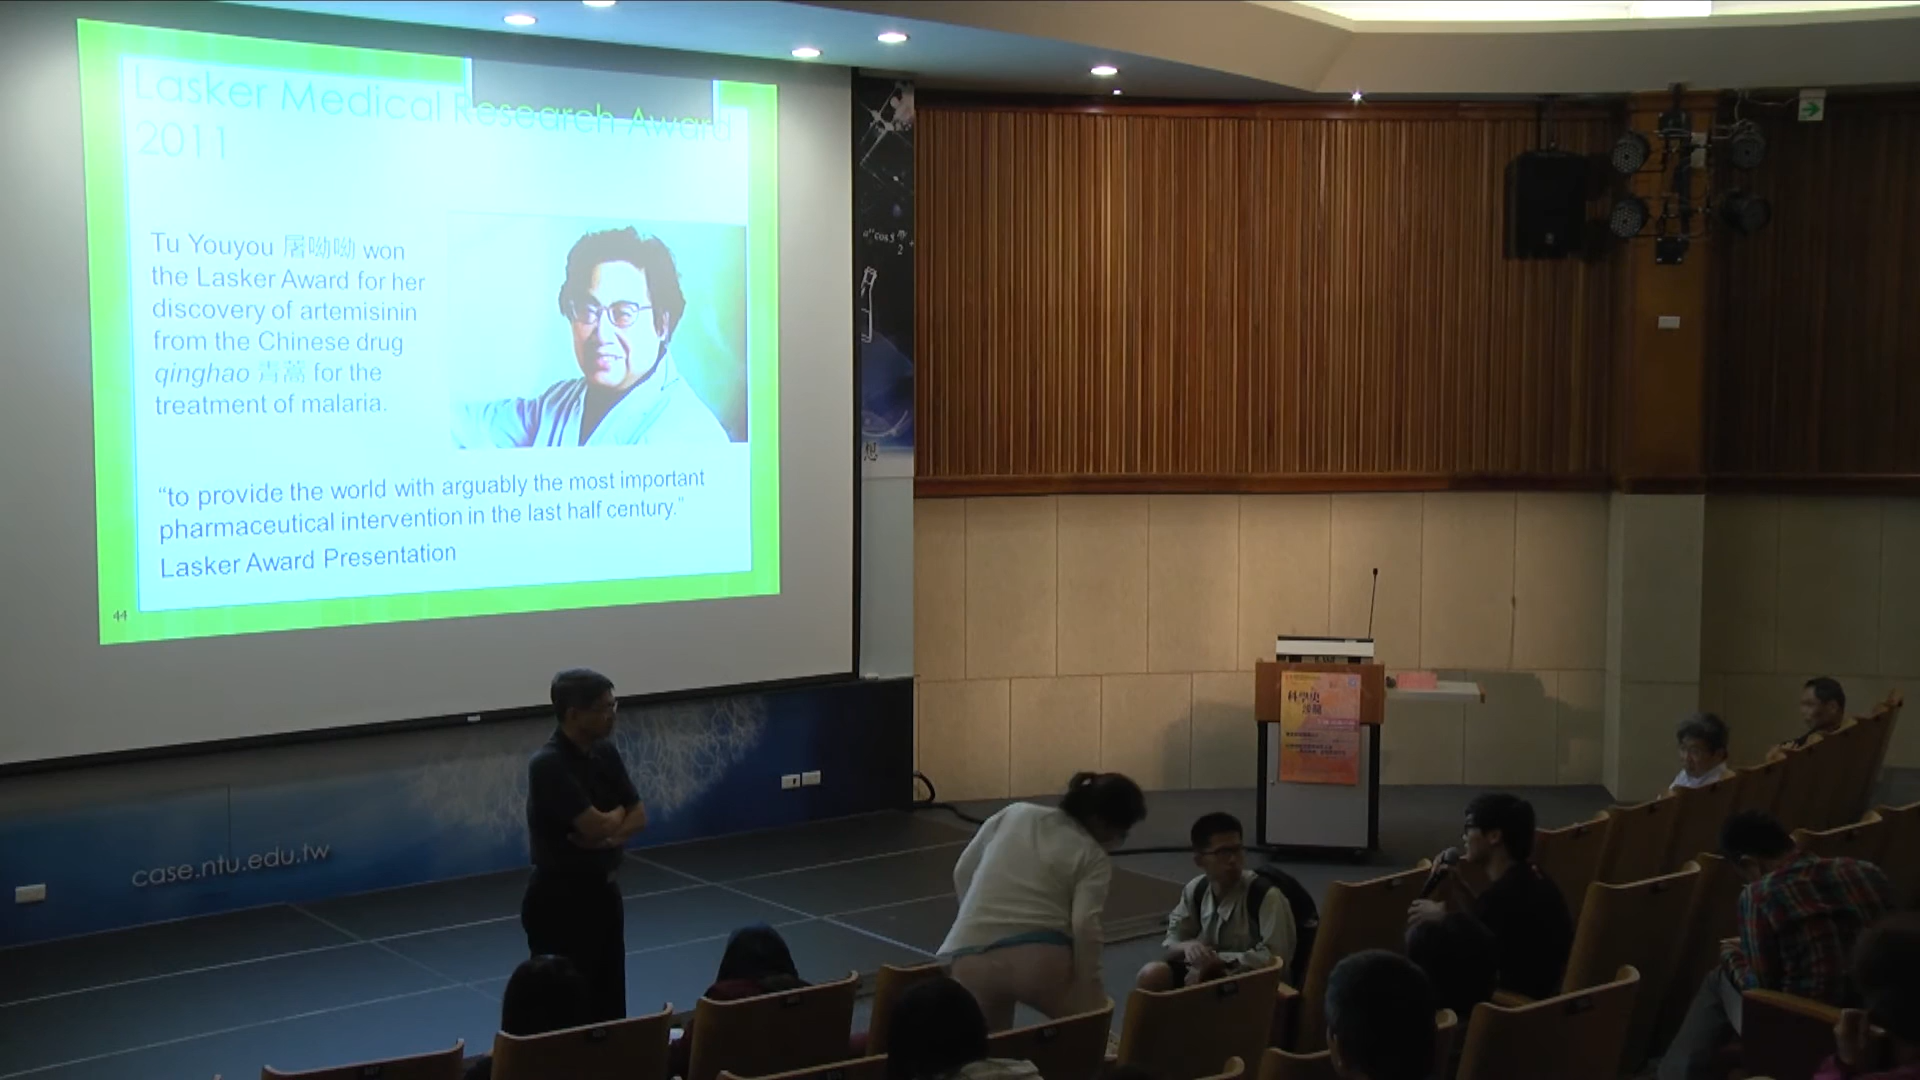 Lasker Medical Research Award
2011
Tu Youyou 屠呦呦 won
the Lasker Award for her
discovery of artemisinin
from the Chinese drug
qinghao 青蒿 for the
treatment of malaria.
“to provide the world with arguably the most important
pharmaceutical intervention in the last half century.”
Lasker Award Presentation
44
case.ntu.edu.tw
科學史
沙龍